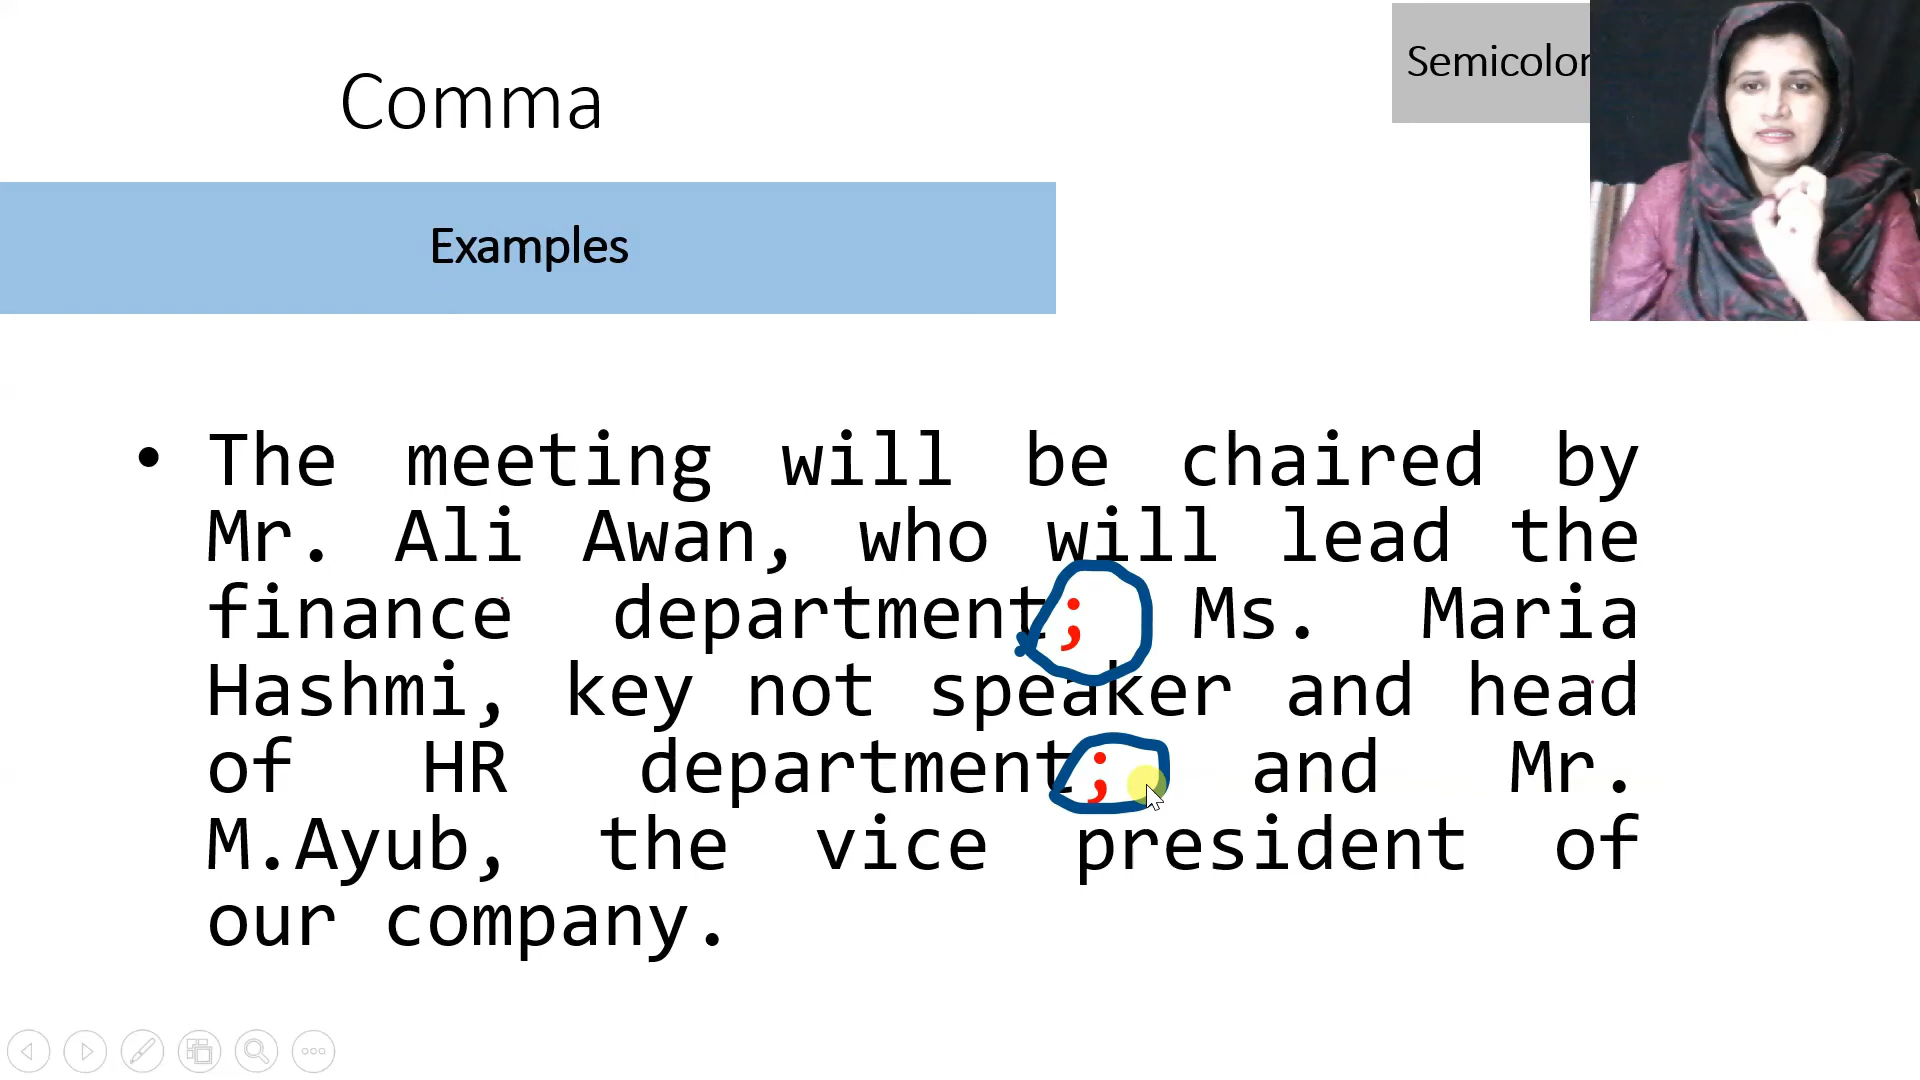 Semicolon
Comma
Examples
• The meeting will be chaired by
Mr. Ali Awan, who will lead the
finance department; Ms. Maria
Hashmi, key not speaker and head
of HR department; and Mr.
M.Ayub, the vice president of
our company.